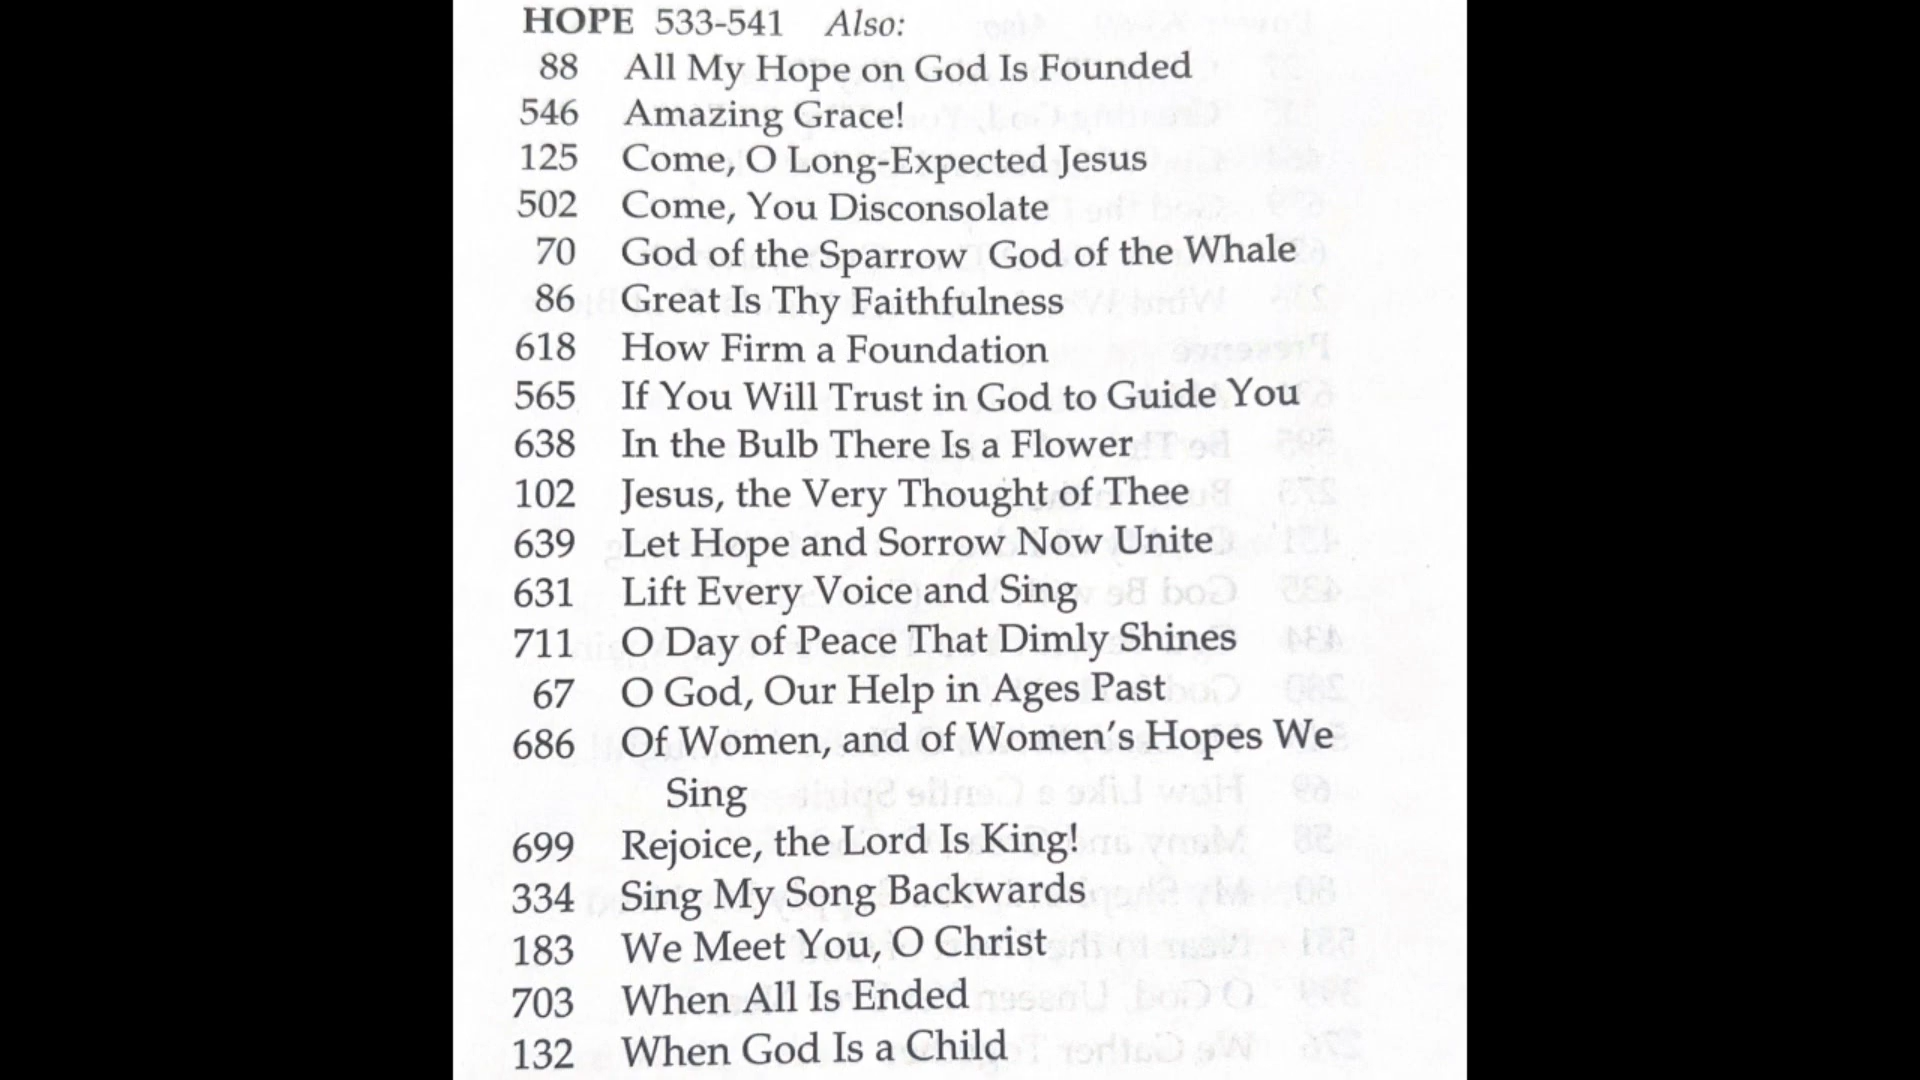 HOPE 533-541 Also:
88 All My Hope on God Is Founded
546 Amazing Grace!
125 Come, O Long-Expected Jesus
502 Come, You Disconsolate
70 God of the Sparrow God of the Whale
86 Great Is Thy Faithfulness
618 How Firm a Foundation
565 If You Will Trust in God to Guide You
638 In the Bulb There Is a Flower
102 Jesus, the Very Thought of Thee
639 Let Hope and Sorrow Now Unite
631 Lift Every Voice and Sing
711 O Day of Peace That Dimly Shines
67 O God, Our Help in Ages Past
686 Of Women, and of Women's Hopes We
Sing
699 Rejoice, the Lord Is King!
334 Sing My Song Backwards
183 We Meet You, O Christ
703 When All Is Ended
132 When God Is a Child